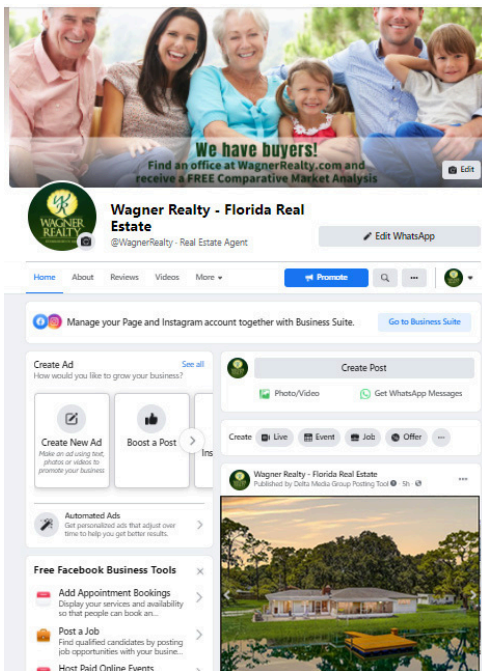 We have buyers!
Find an office at WagnerRealty.com and
receive a FREE Comparative Market Analysis
Edit
WAGNER
REALTY
Wagner Realty - Florida Real
Estate
@WagnerRealty · Real Estate Agent
Edit WhatsApp
Home About Reviews Videos More
Promote
Manage your Page and Instagram account together with Business Suite.
Go to Business Suite
Create Ad
See all
How would you like to grow your business?
Create New Ad
Make an ad using text,
photos or videos to
promote your business
Boost a Post
Ins
Automated Ads
Get personalized ads that adjust over
time to help you get better results.
Free Facebook Business Tools
Add Appointment Bookings
Display your services and availability
so that people can book an...
Post a Job
Find qualified candidates by posting
job opportunities with your busine...
Host Paid Online Events
Create Post
Photo/Video
Get WhatsApp Messages
Create Live Event Job Offer
Wagner Realty - Florida Real Estate
Published by Delta Media Group Posting Tool · 5h